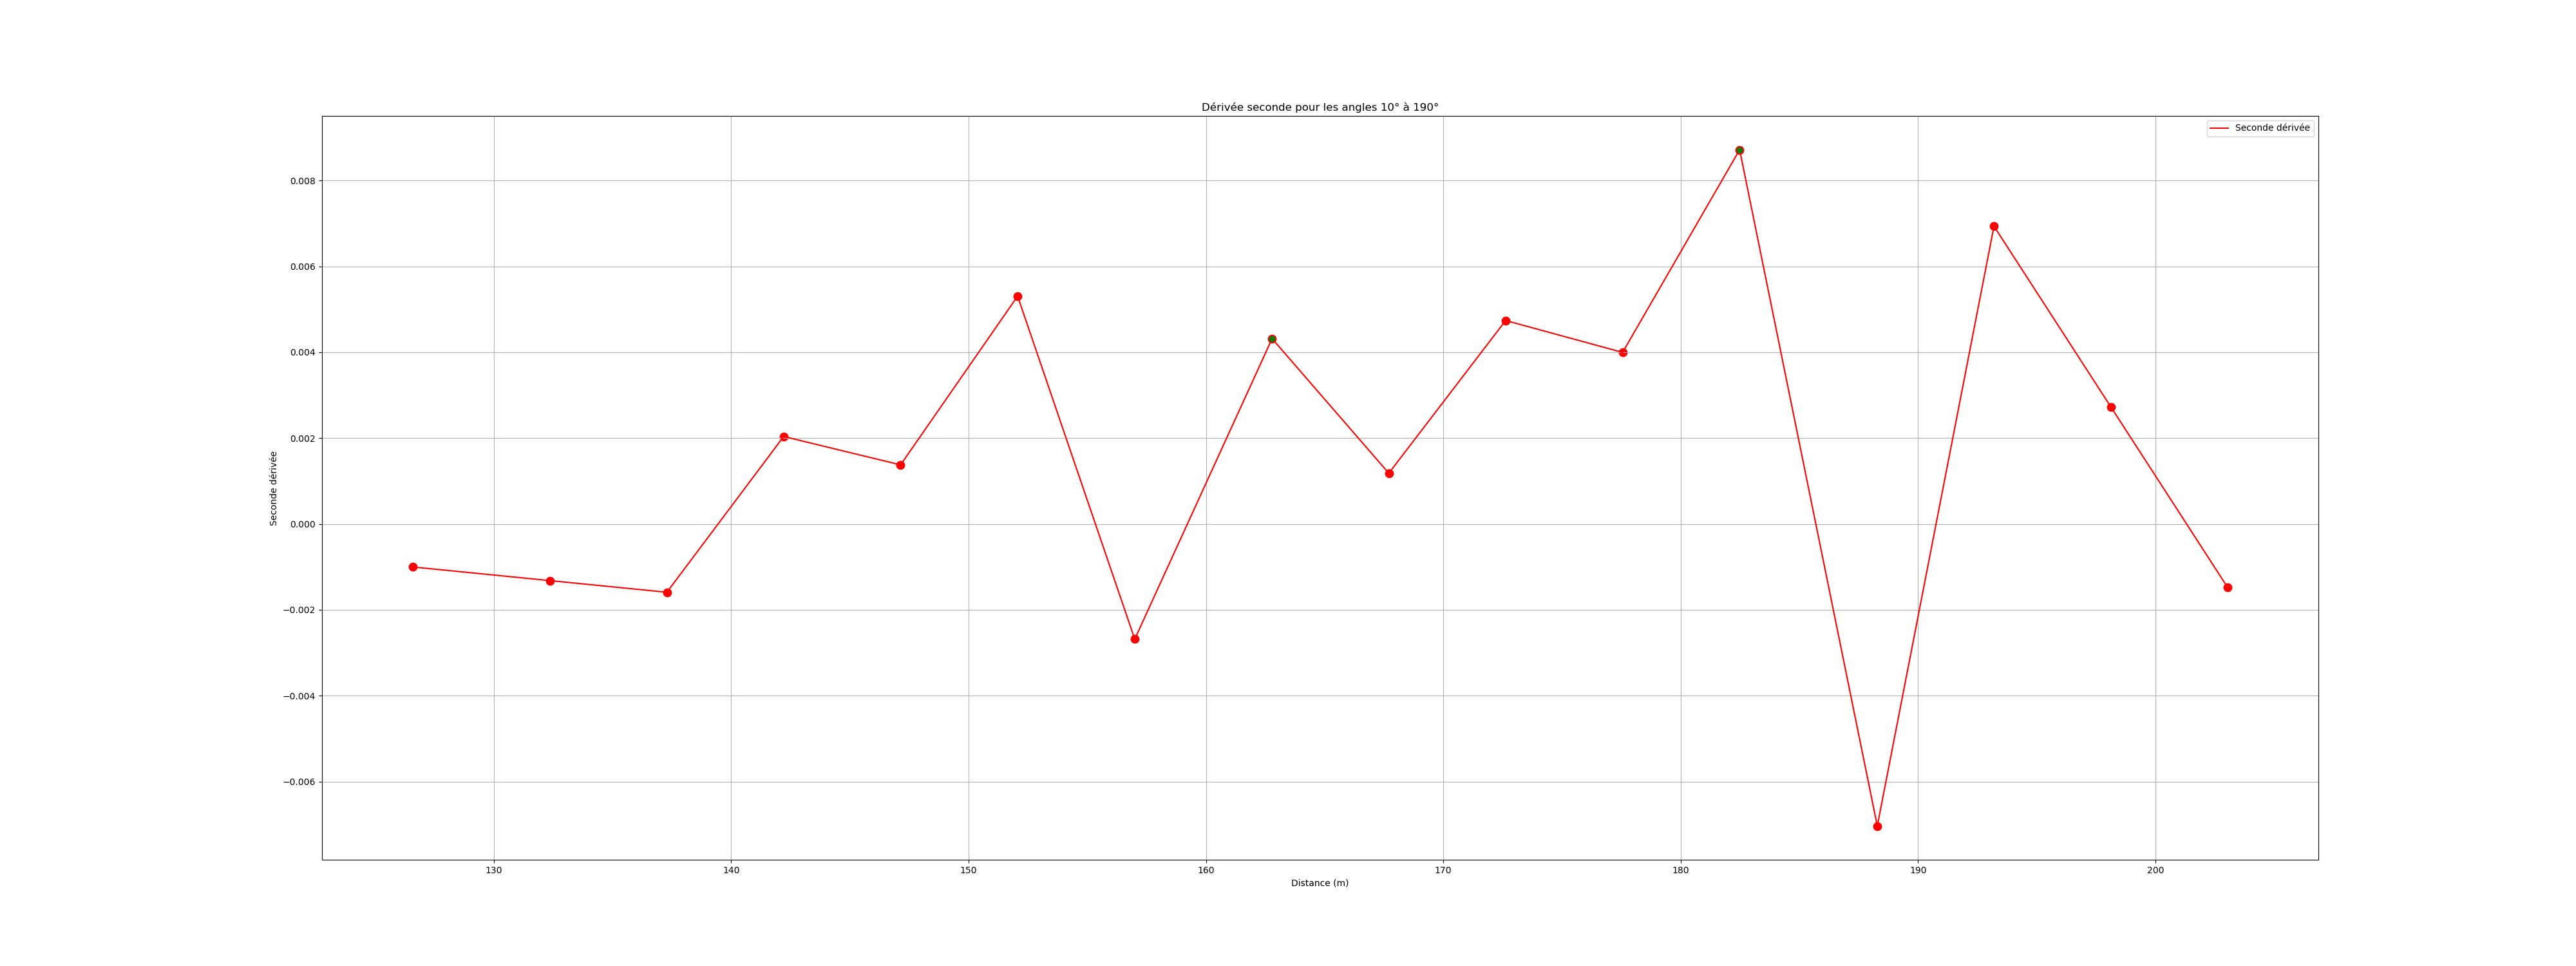 Dérivée seconde pour les angles 10° à 190°
Seconde dérivée
0.008
0.006
0.004
0.002
0.000
−0.002
−0.004
−0.006
Seconde dérivée
130 140 150 160 170 180 190 200
Distance (m)